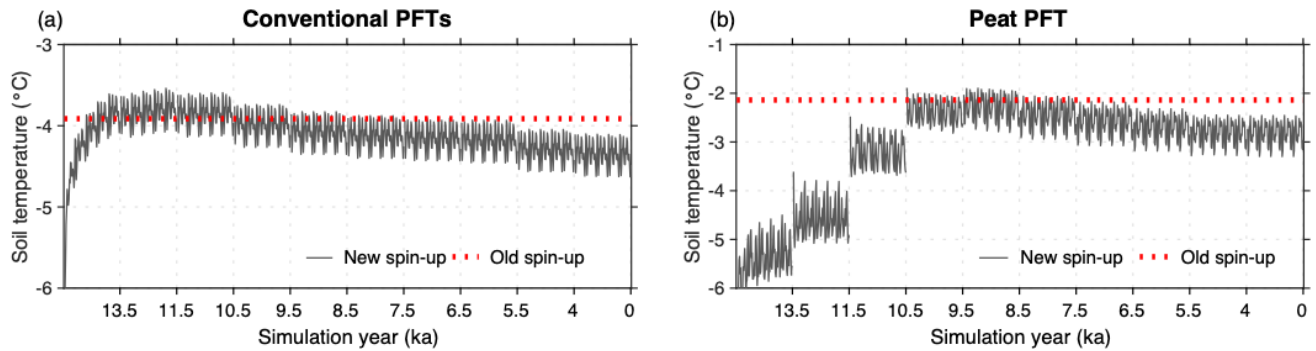 (a) Conventional PFTs
-3
-4
-5
-6
Soil temperature (°C)
New spin-up Old spin-up
13.5 11.5 10.5 9.5 8.5 7.5 6.5 5.5 4 0
Simulation year (ka)
(b) Peat PFT
-1
-2
-3
-4
-5
-6
Soil temperature (°C)
New spin-up Old spin-up
13.5 11.5 10.5 9.5 8.5 7.5 6.5 5.5 4 0
Simulation year (ka)